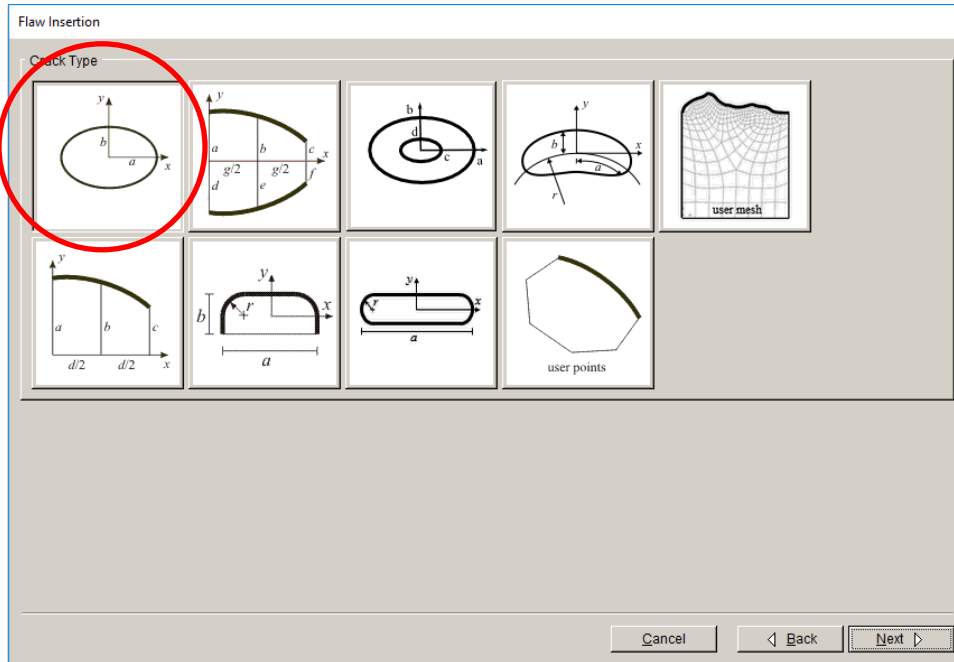 Flaw Insertion
Crack Type
y
b
a
x
y
a
b
c
x
g/2
g/2
f
d
e
b
d
c
a
y
b
x
a
r
user mesh
y
a
b
c
d/2
d/2
x
y
b
r
x
a
y
r
x
a
user points
Cancel
Back
Next